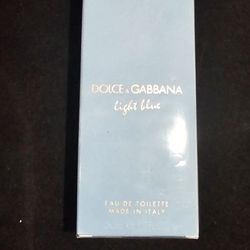 DOLCE & GABBANA
light blue
EAU DE TOILETTE
MADE IN ITALY